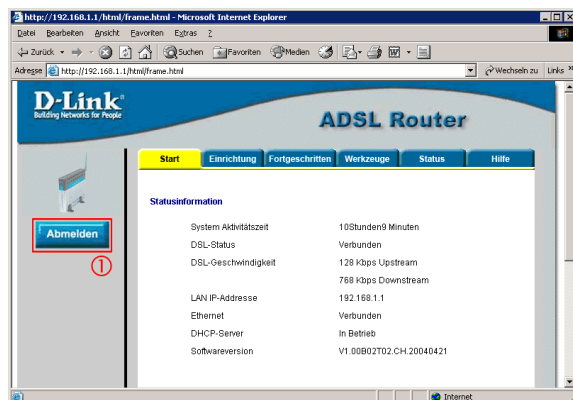 http://192.168.1.1/html/frame.html - Microsoft Internet Explorer
Datei Bearbeiten Ansicht Favoriten Extras ?
Zurück Suchen Favoriten Medien
Adresse http://192.168.1.1/html/frame.html Wechseln zu Links »
D-Link®
Building Networks for People
ADSL Router
Start Einrichtung Fortgeschritten Werkzeuge Status Hilfe
Abmelden
①
Statusinformation
System Aktivitätszeit 10Stunden9 Minuten
DSL-Status Verbunden
DSL-Geschwindigkeit 128 Kbps Upstream
768 Kbps Downstream
LAN IP-Addresse 192.168.1.1
Ethernet Verbunden
DHCP-Server In Betrieb
Softwareversion V1.00B02T02.CH.20040421
Internet